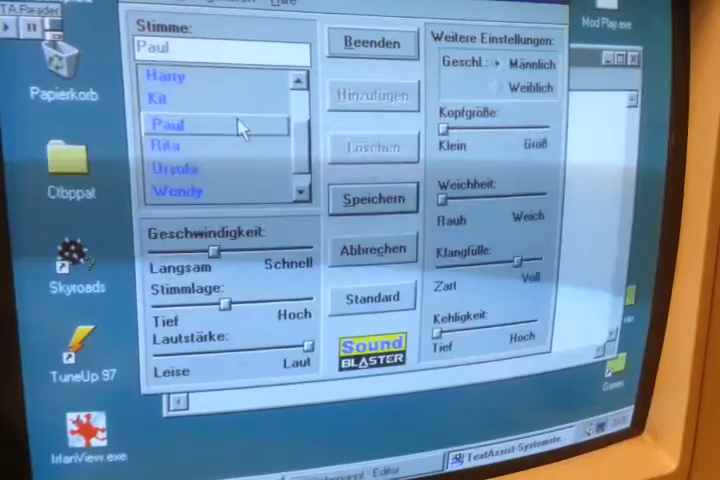 TA Reader
Hilfe
Stimme:
Paul
Harry
Kit
Paul
Rita
Ursula
Wendy
Beenden
Hinzufügen
Löschen
Speichern
Abbrechen
Standard
Sound
BLASTER
Geschwindigkeit:
Langsam Schnell
Stimmlage:
Tief Hoch
Lautstärke:
Leise Laut
Weitere Einstellungen:
Geschl.: Männlich
Weiblich
Kopfgröße:
Klein Groß
Weichheit:
Rauh Weich
Klangfülle:
Zart Voll
Kehligkeit:
Tief Hoch
Papierkorb
Ctbppat
Skyroads
TuneUp 97
IrfanView.exe
Mod Play.exe
Games
Editor
TextAssist-Systemste